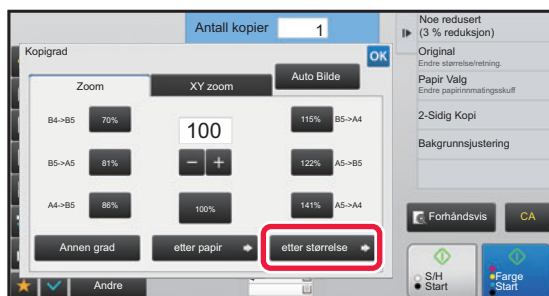 Antall kopier 1
Kopigrad
OK
Zoom
XY zoom
Auto Bilde
B4->B5 70%
100
115% B5->A4
B5->A5 81%
− +
122% A5->B5
A4->B5 86%
100%
141% A5->A4
Annen grad
etter papir
etter størrelse
Andre
Noe redusert
(3 % reduksjon)
Original
Endre størrelse/retning.
Papir Valg
Endre papirinnmatingsskuff
2-Sidig Kopi
Bakgrunnsjustering
Forhåndsvis
CA
S/H
Start
Farge
Start